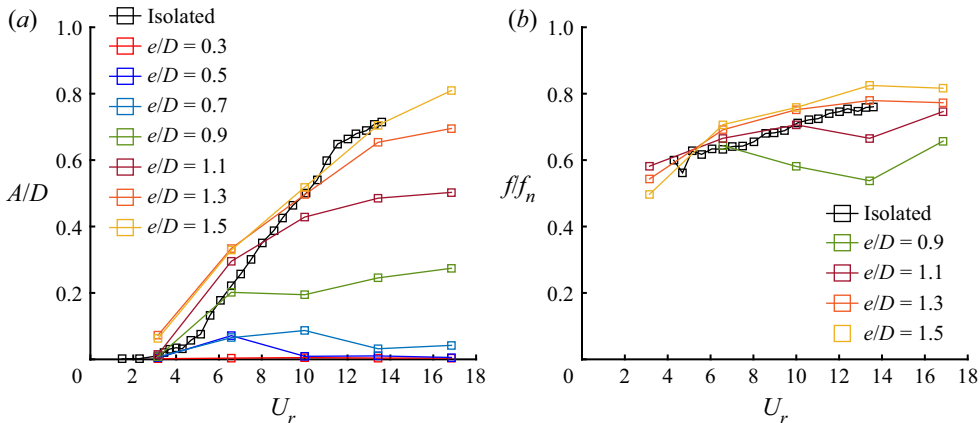 (a)
1.0
0.8
0.6
0.4
0.2
0
2
4
6
8
10
12
14
16
18
A/D
U_r
Isolated
e/D = 0.3
e/D = 0.5
e/D = 0.7
e/D = 0.9
e/D = 1.1
e/D = 1.3
e/D = 1.5
(b)
1.0
0.8
0.6
0.4
0.2
0
2
4
6
8
10
12
14
16
18
f/f_n
U_r
Isolated
e/D = 0.9
e/D = 1.1
e/D = 1.3
e/D = 1.5